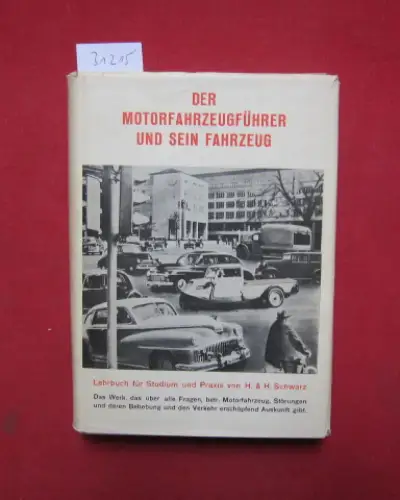 31215
DER
MOTORFAHRZEUGFÜHRER
UND SEIN FAHRZEUG
Lehrbuch für Studium und Praxis von H. & H. Schwarz
Das Werk, das über alle Fragen, betr. Motorfahrzeug, Störungen
und deren Behebung und den Verkehr erschöpfend Auskunft gibt.